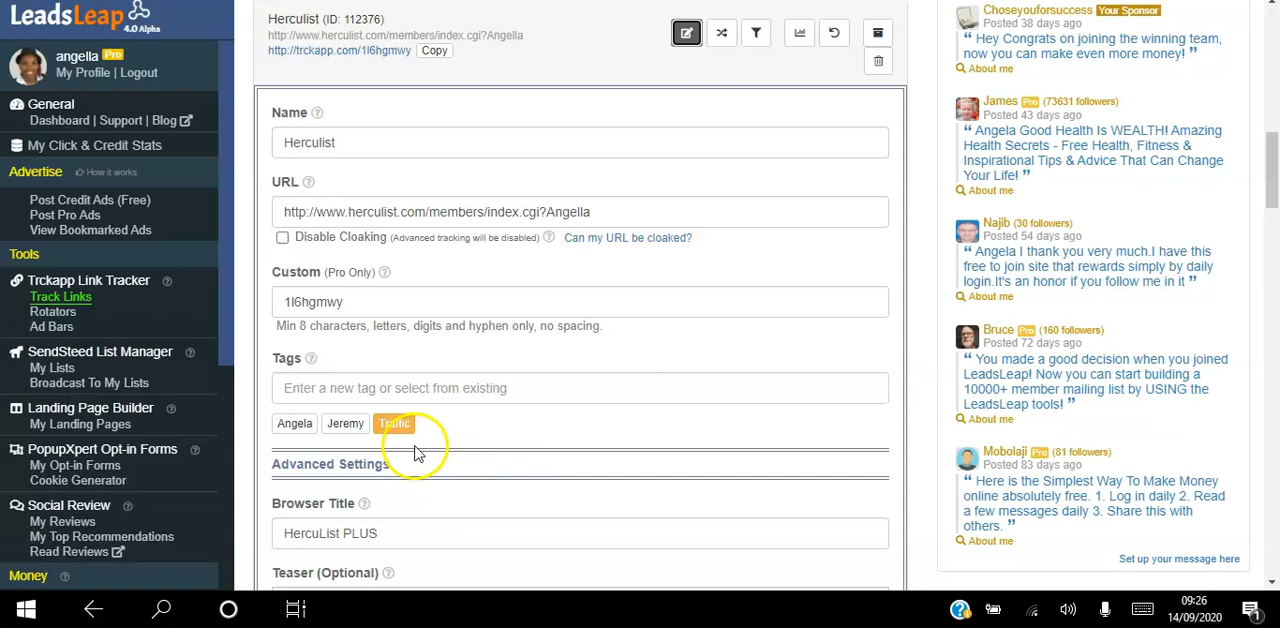 LeadsLeap
4.0 Alpha
angella Pro
My Profile | Logout
General
Dashboard | Support | Blog
My Click & Credit Stats
Advertise How it works
Post Credit Ads (Free)
Post Pro Ads
View Bookmarked Ads
Tools
Trckapp Link Tracker
Track Links
Rotators
Ad Bars
SendSteed List Manager
My Lists
Broadcast To My Lists
Landing Page Builder
My Landing Pages
PopupXpert Opt-in Forms
My Opt-in Forms
Cookie Generator
Social Review
My Reviews
My Top Recommendations
Read Reviews
Money
Herculist (ID: 112376)
http://www.herculist.com/members/index.cgi?Angella
http://trckapp.com/1l6hgmwy Copy
Name
Herculist
URL
http://www.herculist.com/members/index.cgi?Angella
Disable Cloaking (Advanced tracking will be disabled) Can my URL be cloaked?
Custom (Pro Only)
1l6hgmwy
Min 8 characters, letters, digits and hyphen only, no spacing.
Tags
Enter a new tag or select from existing
Angela Jeremy Traffic
Advanced Settings
Browser Title
HercuList PLUS
Teaser (Optional)
Choseyouforsuccess Your Sponsor
Posted 38 days ago
“ Hey Congrats on joining the winning team,
now you can make even more money! ”
About me
James Pro (73631 followers)
Posted 43 days ago
“ Angela Good Health Is WEALTH! Amazing
Health Secrets - Free Health, Fitness &
Inspirational Tips & Advice That Can Change
Your Life! ”
About me
Najib (30 followers)
Posted 54 days ago
“ Angela I thank you very much.I have this
free to join site that rewards simply by daily
login.It's an honor if you follow me in it ”
About me
Bruce Pro (160 followers)
Posted 72 days ago
“ You made a good decision when you joined
LeadsLeap! Now you can start building a
10000+ member mailing list by USING the
LeadsLeap tools! ”
About me
Mobolaji Pro (81 followers)
Posted 83 days ago
“ Here is the Simplest Way To Make Money
online absolutely free. 1. Log in daily 2. Read
a few messages daily 3. Share this with
others. ”
About me
Set up your message here
09:26
14/09/2020
1